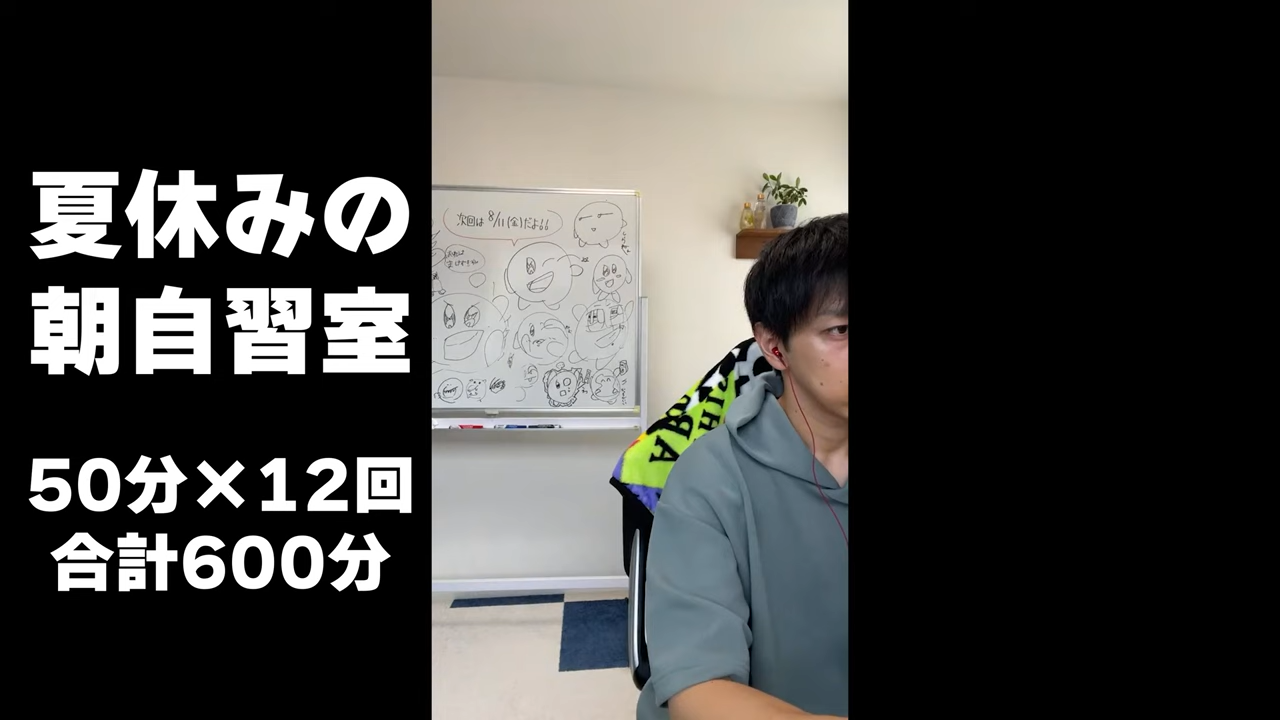 夏休みの
朝自習室
50分×12回
合計600分
次回は 8/11(金)だよ！！